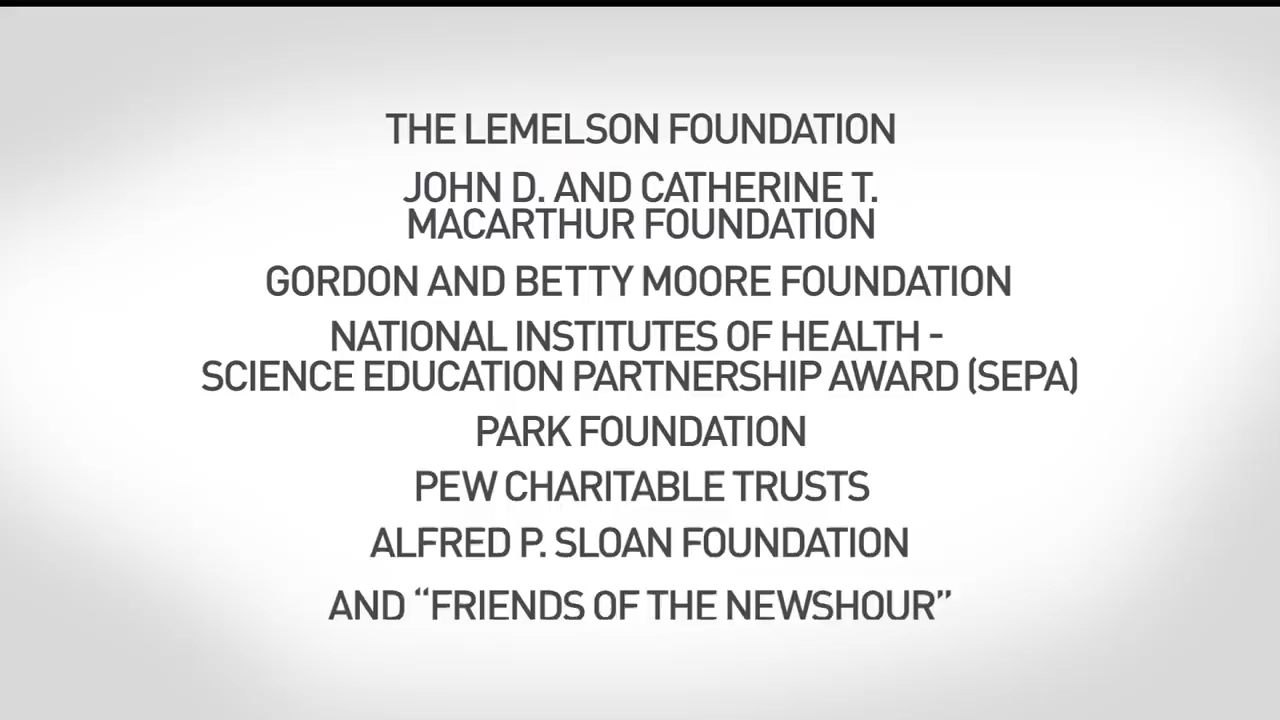 THE LEMELSON FOUNDATION
JOHN D. AND CATHERINE T.
MACARTHUR FOUNDATION
GORDON AND BETTY MOORE FOUNDATION
NATIONAL INSTITUTES OF HEALTH -
SCIENCE EDUCATION PARTNERSHIP AWARD (SEPA)
PARK FOUNDATION
PEW CHARITABLE TRUSTS
ALFRED P. SLOAN FOUNDATION
AND “FRIENDS OF THE NEWSHOUR”